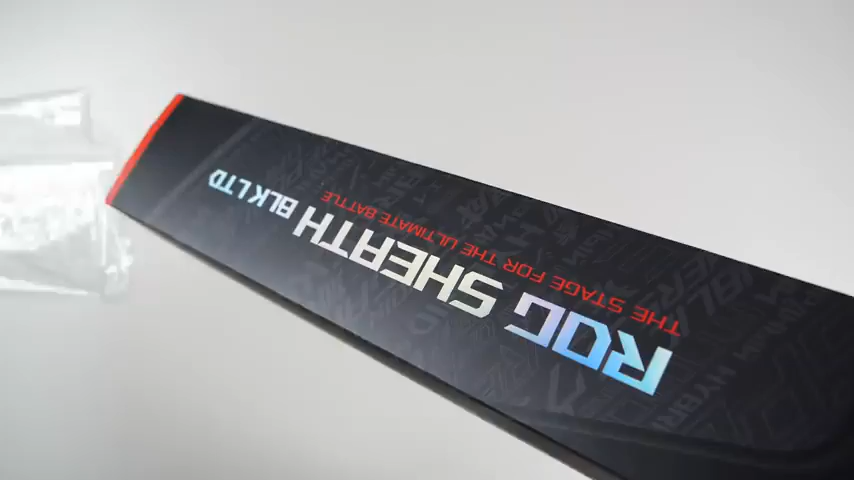 ROG SHEATH BLK LTD
THE STAGE FOR THE ULTIMATE BATTLE